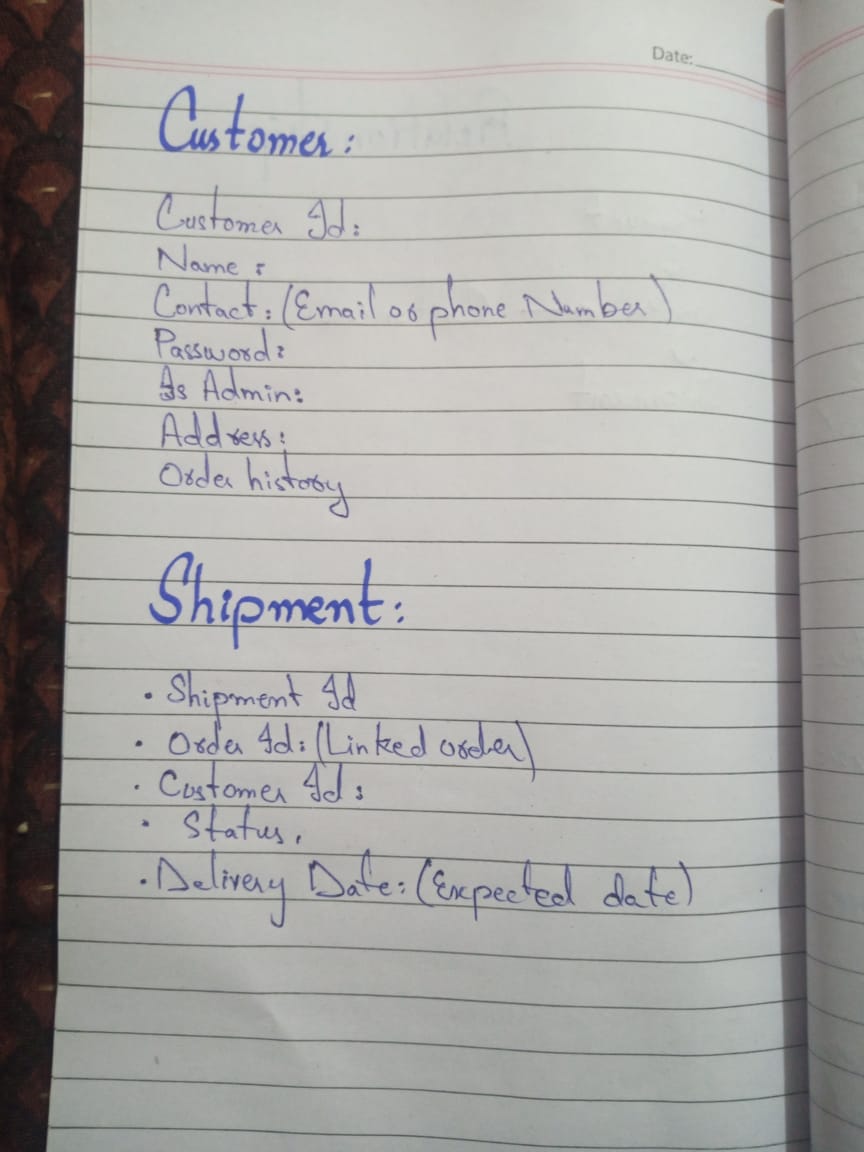 Date:
Customer:
Customer Id:
Name:
Contact: (Email or phone Number)
Password:
Is Admin:
Address:
Order history
Shipment:
• Shipment Id
• Order Id: (Linked order)
• Customer Id:
• Status.
• Delivery Date: (Expected date)